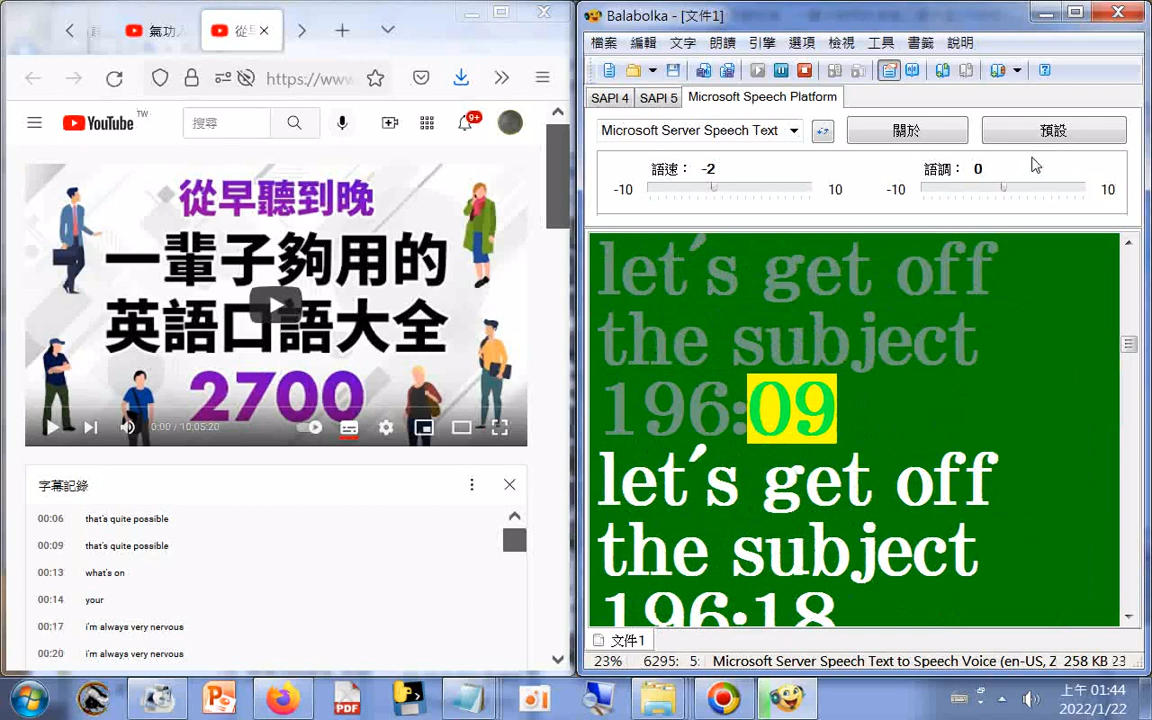 氣功人
從早
https://www
YouTube TW
搜尋
9+
從早聽到晚
一輩子夠用的
英語口語大全
2700
0:00 / 10:05:20
字幕記錄
00:06 that's quite possible
00:09 that's quite possible
00:13 what's on
00:14 your
00:17 i'm always very nervous
00:20 i'm always very nervous
Balabolka - [文件1]
檔案 編輯 文字 朗讀 引擎 選項 檢視 工具 書籤 說明
SAPI 4 SAPI 5 Microsoft Speech Platform
Microsoft Server Speech Text 關於 預設
語速： -2 語調： 0
-10 10 -10 10
let's get off
the subject
196:09
let's get off
the subject
196:18
文件1
23% 6295: 5: Microsoft Server Speech Text to Speech Voice (en-US, Z 258 KB 23
PDF
上午 01:44
2022/1/22